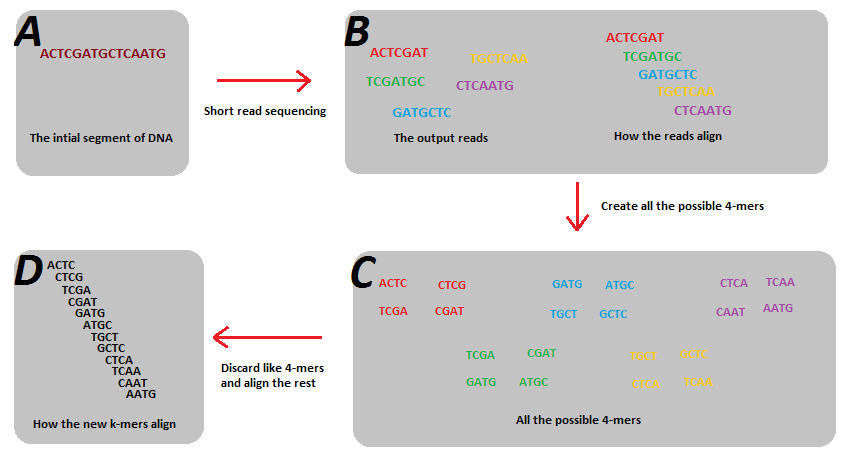 A
ACTCGATGCTCAATG
The intial segment of DNA
Short read sequencing
B
ACTCGAT
TGCTCAA
TCGATGC
CTCAATG
GATGCTC
The output reads
ACTCGAT
TCGATGC
GATGCTC
TGCTCAA
CTCAATG
How the reads align
Create all the possible 4-mers
C
ACTC CTCG
TCGA CGAT
GATG ATGC
TGCT GCTC
CTCA TCAA
CAAT AATG
TCGA CGAT
GATG ATGC
TGCT GCTC
CTCA TCAA
All the possible 4-mers
Discard like 4-mers
and align the rest
D
ACTC
CTCG
TCGA
CGAT
GATG
ATGC
TGCT
GCTC
CTCA
TCAA
CAAT
AATG
How the new k-mers align